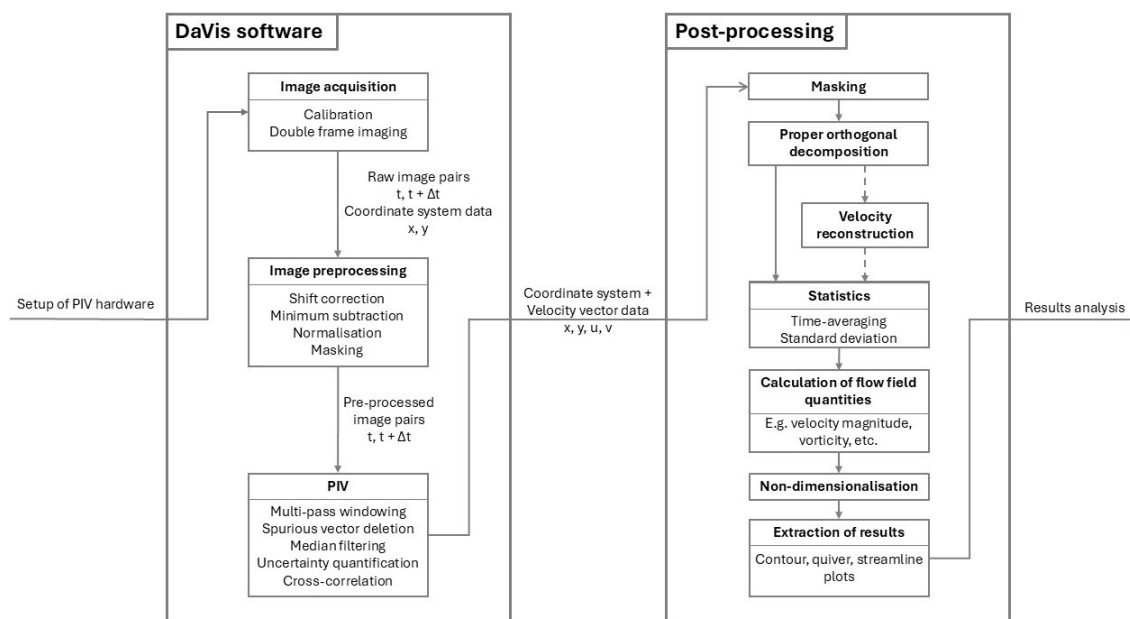 Setup of PIV hardware
DaVis software
Image acquisition
Calibration
Double frame imaging
Raw image pairs
t, t + Δt
Coordinate system data
x, y
Image preprocessing
Shift correction
Minimum subtraction
Normalisation
Masking
Pre-processed
image pairs
t, t + Δt
PIV
Multi-pass windowing
Spurious vector deletion
Median filtering
Uncertainty quantification
Cross-correlation
Coordinate system +
Velocity vector data
x, y, u, v
Post-processing
Masking
Proper orthogonal
decomposition
Velocity
reconstruction
Statistics
Time-averaging
Standard deviation
Calculation of flow field
quantities
E.g. velocity magnitude,
vorticity, etc.
Non-dimensionalisation
Extraction of results
Contour, quiver, streamline
plots
Results analysis